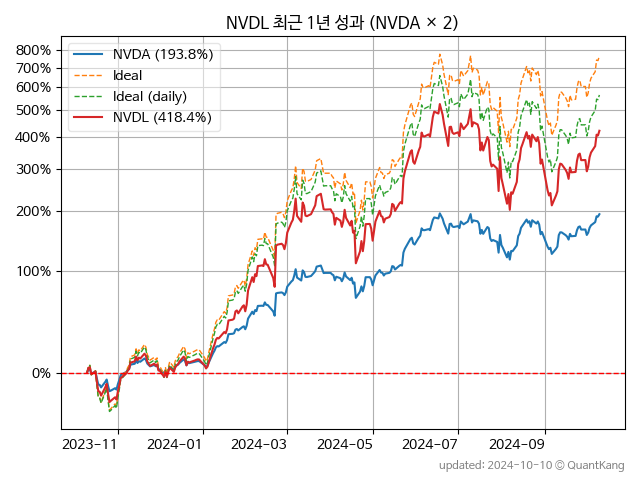 NVDL 최근 1년 성과 (NVDA × 2)
800%
700%
600%
500%
400%
300%
200%
100%
0%
NVDA (193.8%)
Ideal
Ideal (daily)
NVDL (418.4%)
2023-11
2024-01
2024-03
2024-05
2024-07
2024-09
updated: 2024-10-10 © QuantKang